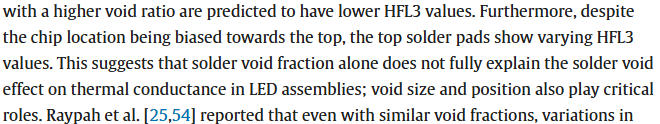 with a higher void ratio are predicted to have lower HFL3 values. Furthermore, despite
the chip location being biased towards the top, the top solder pads show varying HFL3
values. This suggests that solder void fraction alone does not fully explain the solder void
effect on thermal conductance in LED assemblies; void size and position also play critical
roles. Raypah et al. [25,54] reported that even with similar void fractions, variations in